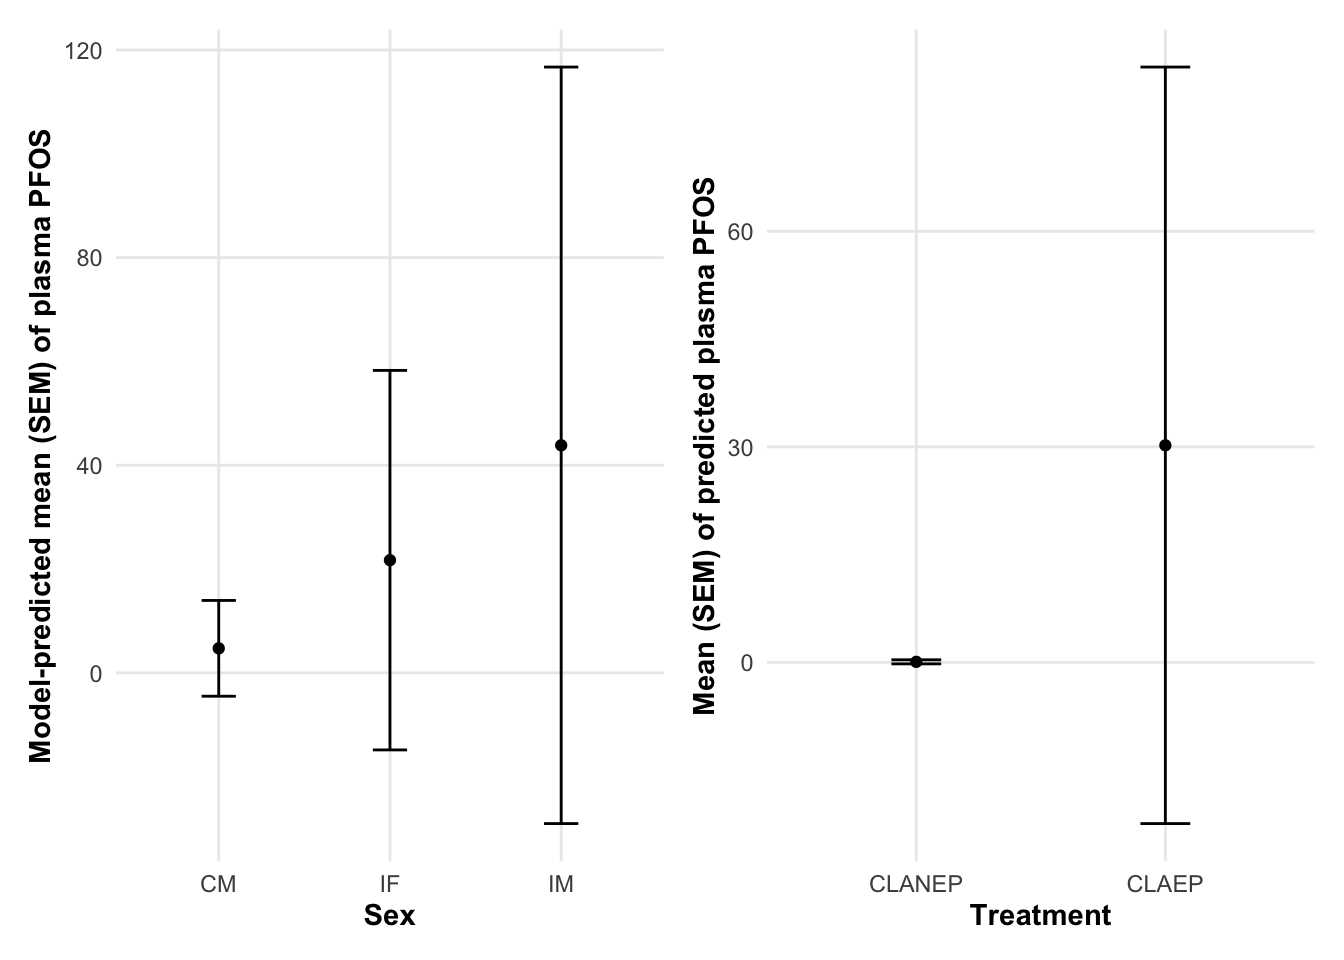 Model-predicted mean (SEM) of plasma PFOS
120
80
40
0
CM
IF
IM
Sex
Mean (SEM) of predicted plasma PFOS
60
30
0
CLANEP
CLAEP
Treatment